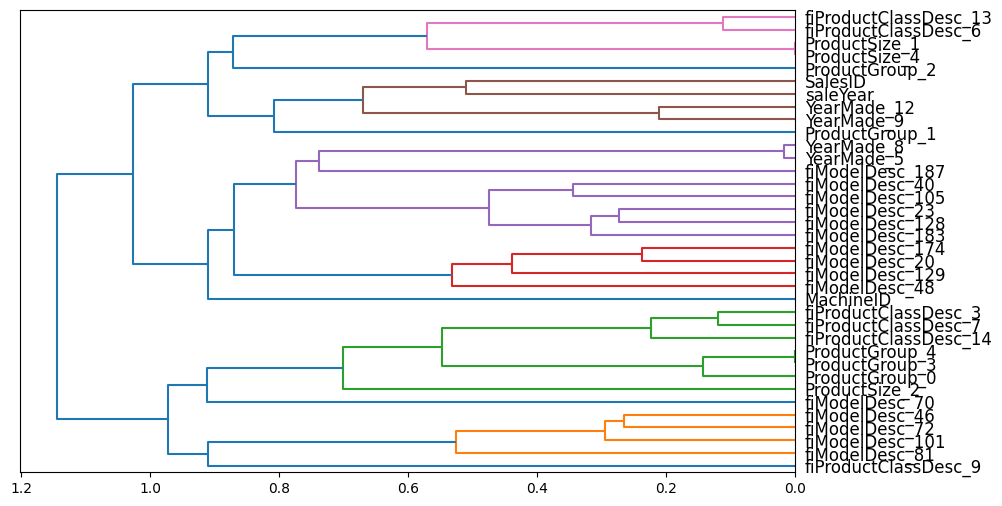 fiProductClassDesc_13
fiProductClassDesc_6
ProductSize_1
ProductSize_4
ProductGroup_2
SalesID
saleYear
YearMade_12
YearMade_9
ProductGroup_1
YearMade_8
YearMade_5
fiModelDesc_187
fiModelDesc_40
fiModelDesc_105
fiModelDesc_23
fiModelDesc_128
fiModelDesc_183
fiModelDesc_174
fiModelDesc_20
fiModelDesc_129
fiModelDesc_48
MachineID
fiProductClassDesc_3
fiProductClassDesc_7
fiProductClassDesc_14
ProductGroup_4
ProductGroup_3
ProductGroup_0
ProductSize_2
fiModelDesc_70
fiModelDesc_46
fiModelDesc_72
fiModelDesc_101
fiModelDesc_81
fiProductClassDesc_9
1.2 1.0 0.8 0.6 0.4 0.2 0.0